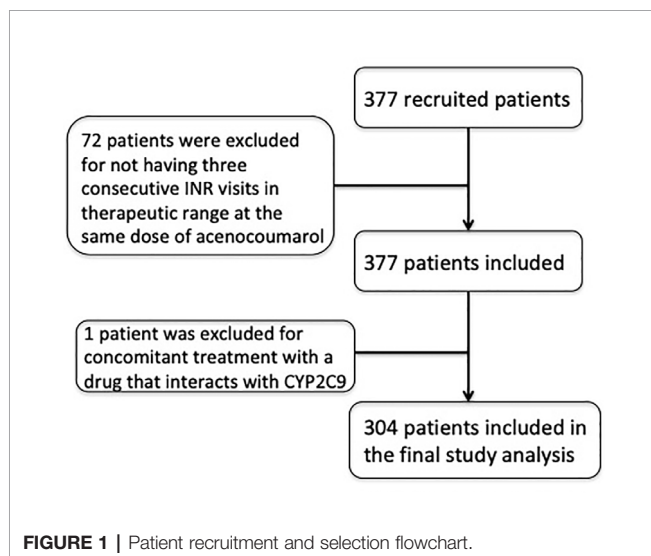 377 recruited patients
72 patients were excluded
for not having three
consecutive INR visits in
therapeutic range at the
same dose of acenocoumarol
377 patients included
1 patient was excluded for
concomitant treatment with a
drug that interacts with CYP2C9
304 patients included in
the final study analysis
FIGURE 1 | Patient recruitment and selection flowchart.